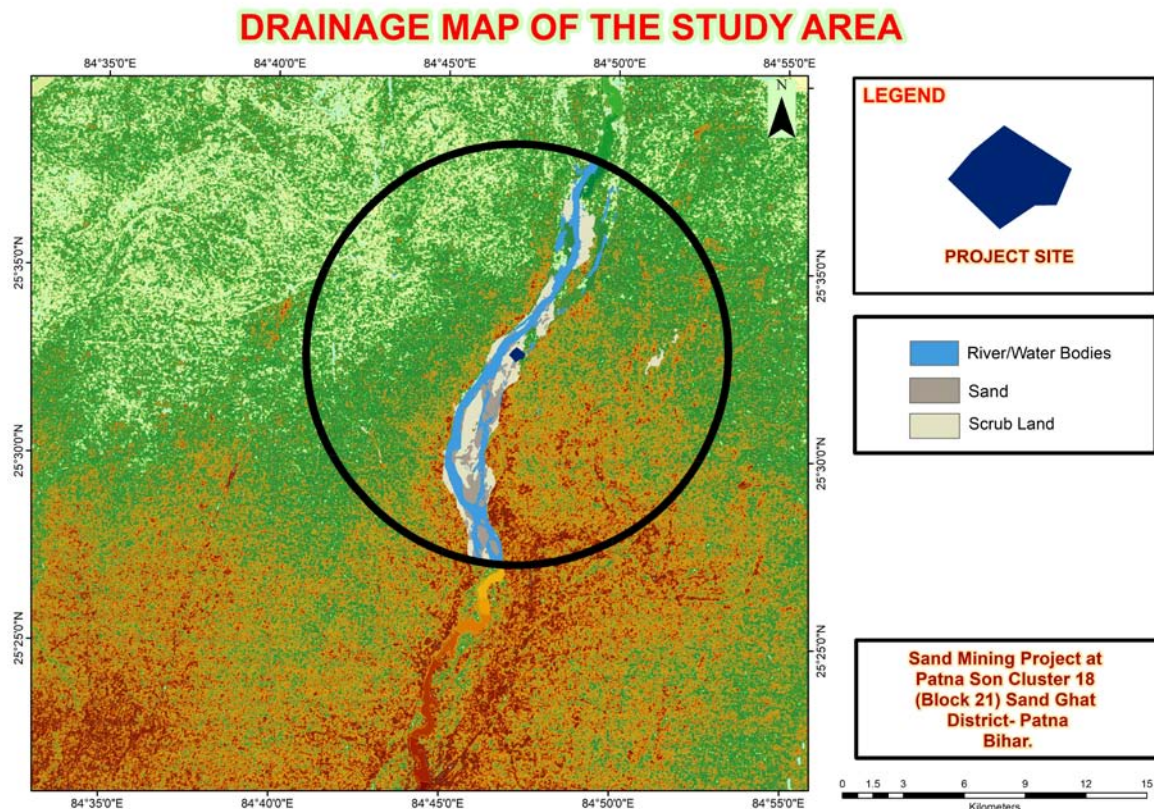 DRAINAGE MAP OF THE STUDY AREA
84°35'0"E 84°40'0"E 84°45'0"E 84°50'0"E 84°55'0"E
N
25°35'0"N
25°30'0"N
25°25'0"N
25°35'0"N
25°30'0"N
25°25'0"N
84°35'0"E 84°40'0"E 84°45'0"E 84°50'0"E 84°55'0"E
LEGEND
PROJECT SITE
River/Water Bodies
Sand
Scrub Land
Sand Mining Project at
Patna Son Cluster 18
(Block 21) Sand Ghat
District- Patna
Bihar.
0 1.5 3 6 9 12 15
Kilometers